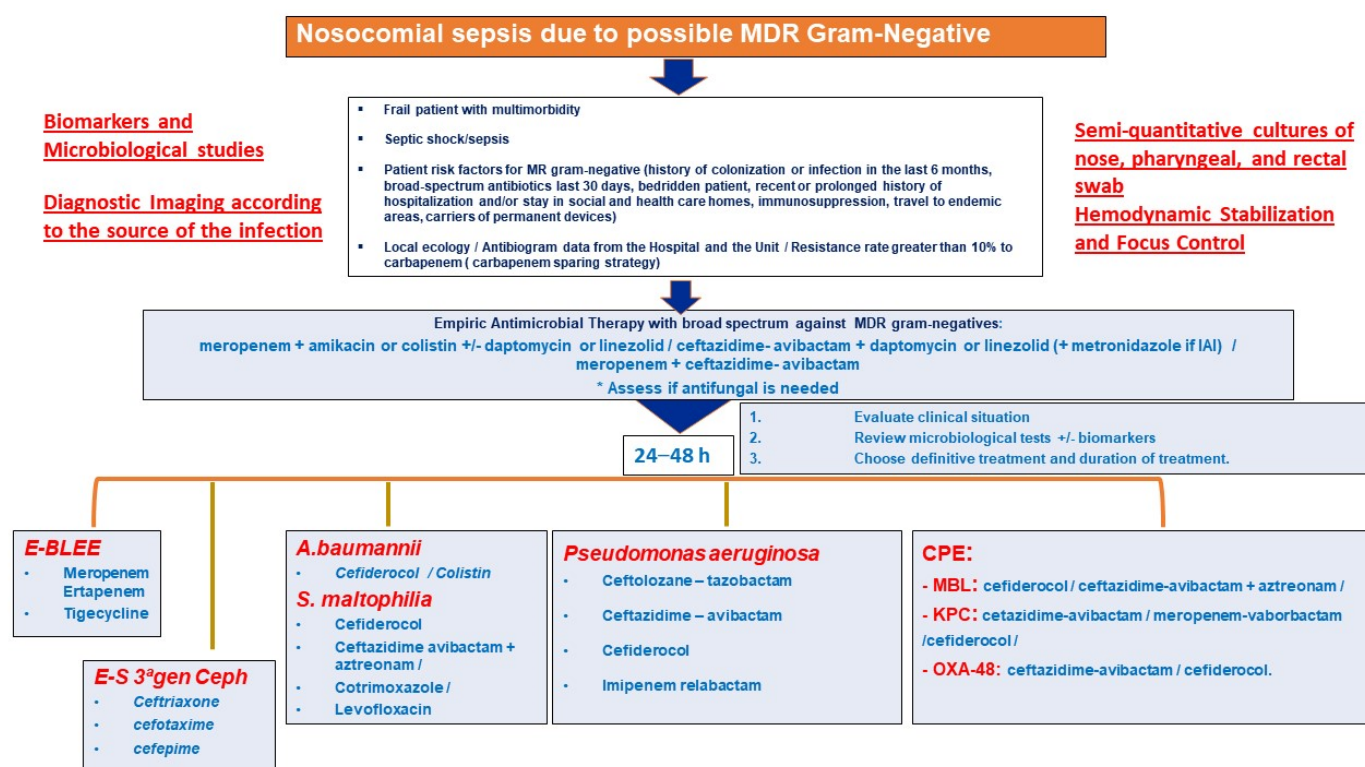 Nosocomial sepsis due to possible MDR Gram-Negative
Biomarkers and
Microbiological studies
Diagnostic Imaging according
to the source of the infection
▪ Frail patient with multimorbidity
▪ Septic shock/sepsis
▪ Patient risk factors for MR gram-negative (history of colonization or infection in the last 6 months,
broad-spectrum antibiotics last 30 days, bedridden patient, recent or prolonged history of
hospitalization and/or stay in social and health care homes, immunosuppression, travel to endemic
areas, carriers of permanent devices)
▪ Local ecology / Antibiogram data from the Hospital and the Unit / Resistance rate greater than 10% to
carbapenem ( carbapenem sparing strategy)
Semi-quantitative cultures of
nose, pharyngeal, and rectal
swab
Hemodynamic Stabilization
and Focus Control
Empiric Antimicrobial Therapy with broad spectrum against MDR gram-negatives:
meropenem + amikacin or colistin +/- daptomycin or linezolid / ceftazidime- avibactam + daptomycin or linezolid (+ metronidazole if IAI) /
meropenem + ceftazidime- avibactam
* Assess if antifungal is needed
24–48 h
1. Evaluate clinical situation
2. Review microbiological tests +/- biomarkers
3. Choose definitive treatment and duration of treatment.
E-BLEE
• Meropenem
Ertapenem
• Tigecycline
E-S 3ªgen Ceph
• Ceftriaxone
• cefotaxime
• cefepime
A.baumannii
• Cefiderocol / Colistin
S. maltophilia
• Cefiderocol
• Ceftazidime avibactam +
aztreonam /
• Cotrimoxazole /
• Levofloxacin
Pseudomonas aeruginosa
• Ceftolozane – tazobactam
• Ceftazidime – avibactam
• Cefiderocol
• Imipenem relabactam
CPE:
- MBL: cefiderocol / ceftazidime-avibactam + aztreonam /
- KPC: cetazidime-avibactam / meropenem-vaborbactam
/cefiderocol /
- OXA-48: ceftazidime-avibactam / cefiderocol.